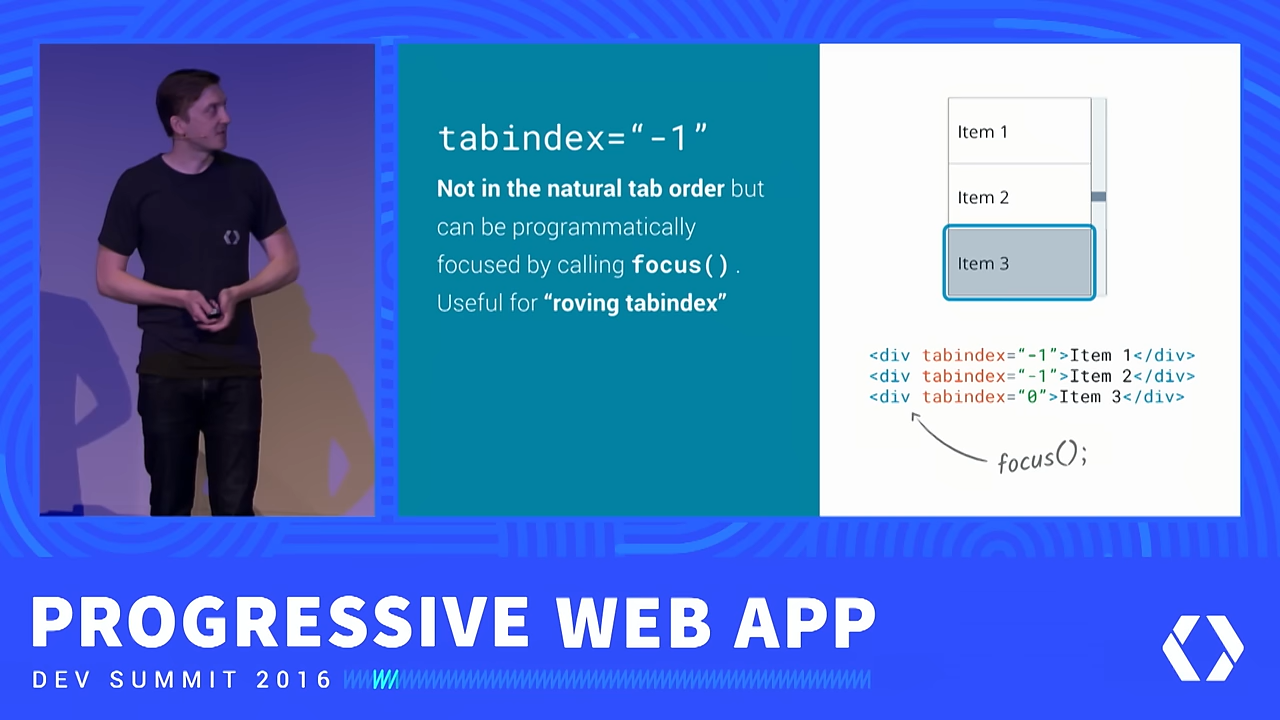 tabindex=“-1”
Not in the natural tab order but
can be programmatically
focused by calling focus() .
Useful for “roving tabindex”
Item 1
Item 2
Item 3
<div tabindex=“-1”>Item 1</div>
<div tabindex=“-1”>Item 2</div>
<div tabindex=“0”>Item 3</div>
focus();
PROGRESSIVE WEB APP
DEV SUMMIT 2016